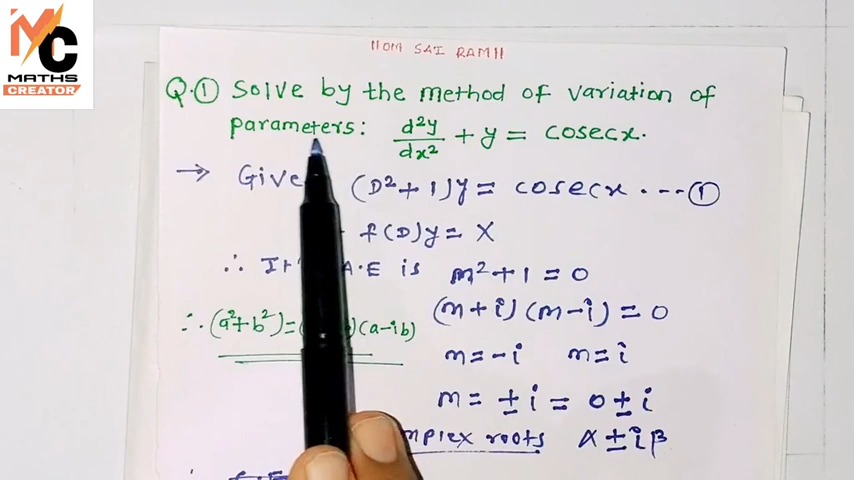 MC
MATHS
CREATOR
॥OM SAI RAM॥
Q.① Solve by the method of variation of
parameters: d²y/dx² + y = cosecx.
→ Give (D²+1)y = cosecx ---- ①
f(D)y = X
∴ It A.E is m²+1=0
(m+i) (m-i) = 0
∴ (a²+b²)= (a-ib)
m=-i m=i
m= ±i = 0±i
mplex roots α±iβ